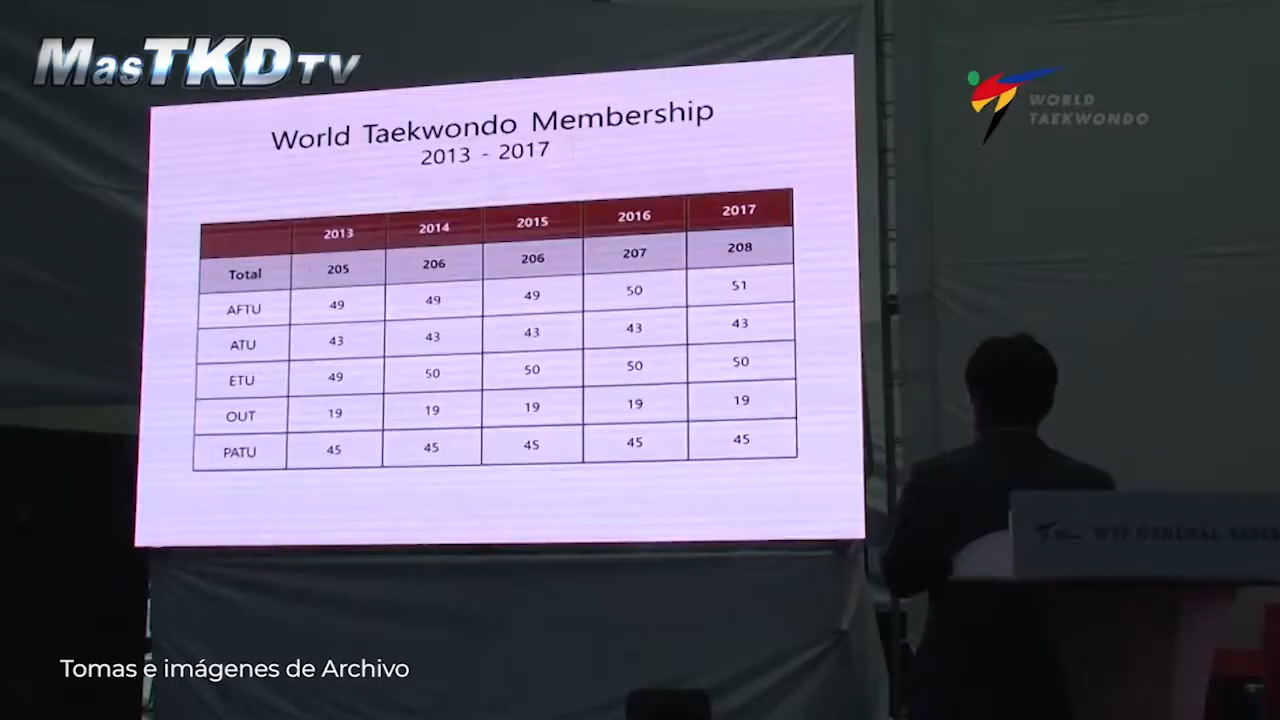 MasTKDTV
WORLD
TAEKWONDO
World Taekwondo Membership
2013 - 2017
2013 2014 2015 2016 2017
Total 205 206 206 207 208
AFTU 49 49 49 50 51
ATU 43 43 43 43 43
ETU 49 50 50 50 50
OUT 19 19 19 19 19
PATU 45 45 45 45 45
WTF GENERAL
Tomas e imágenes de Archivo